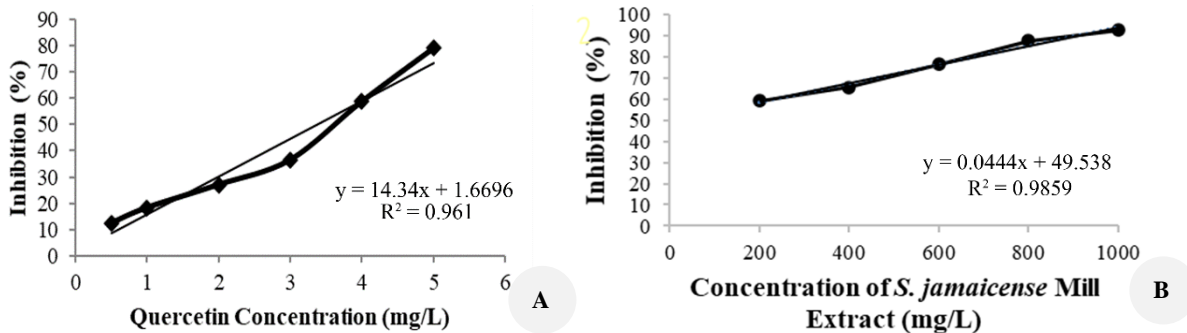 90
80
70
60
50
40
30
20
10
0
Inhibition (%)
0 1 2 3 4 5 6
Quercetin Concentration (mg/L)
y = 14.34x + 1.6696
R² = 0.961
A
2
100
90
80
70
60
50
40
30
20
10
0
Inhibition (%)
0 200 400 600 800 1000
Concentration of S. jamaicense Mill
Extract (mg/L)
y = 0.0444x + 49.538
R² = 0.9859
B